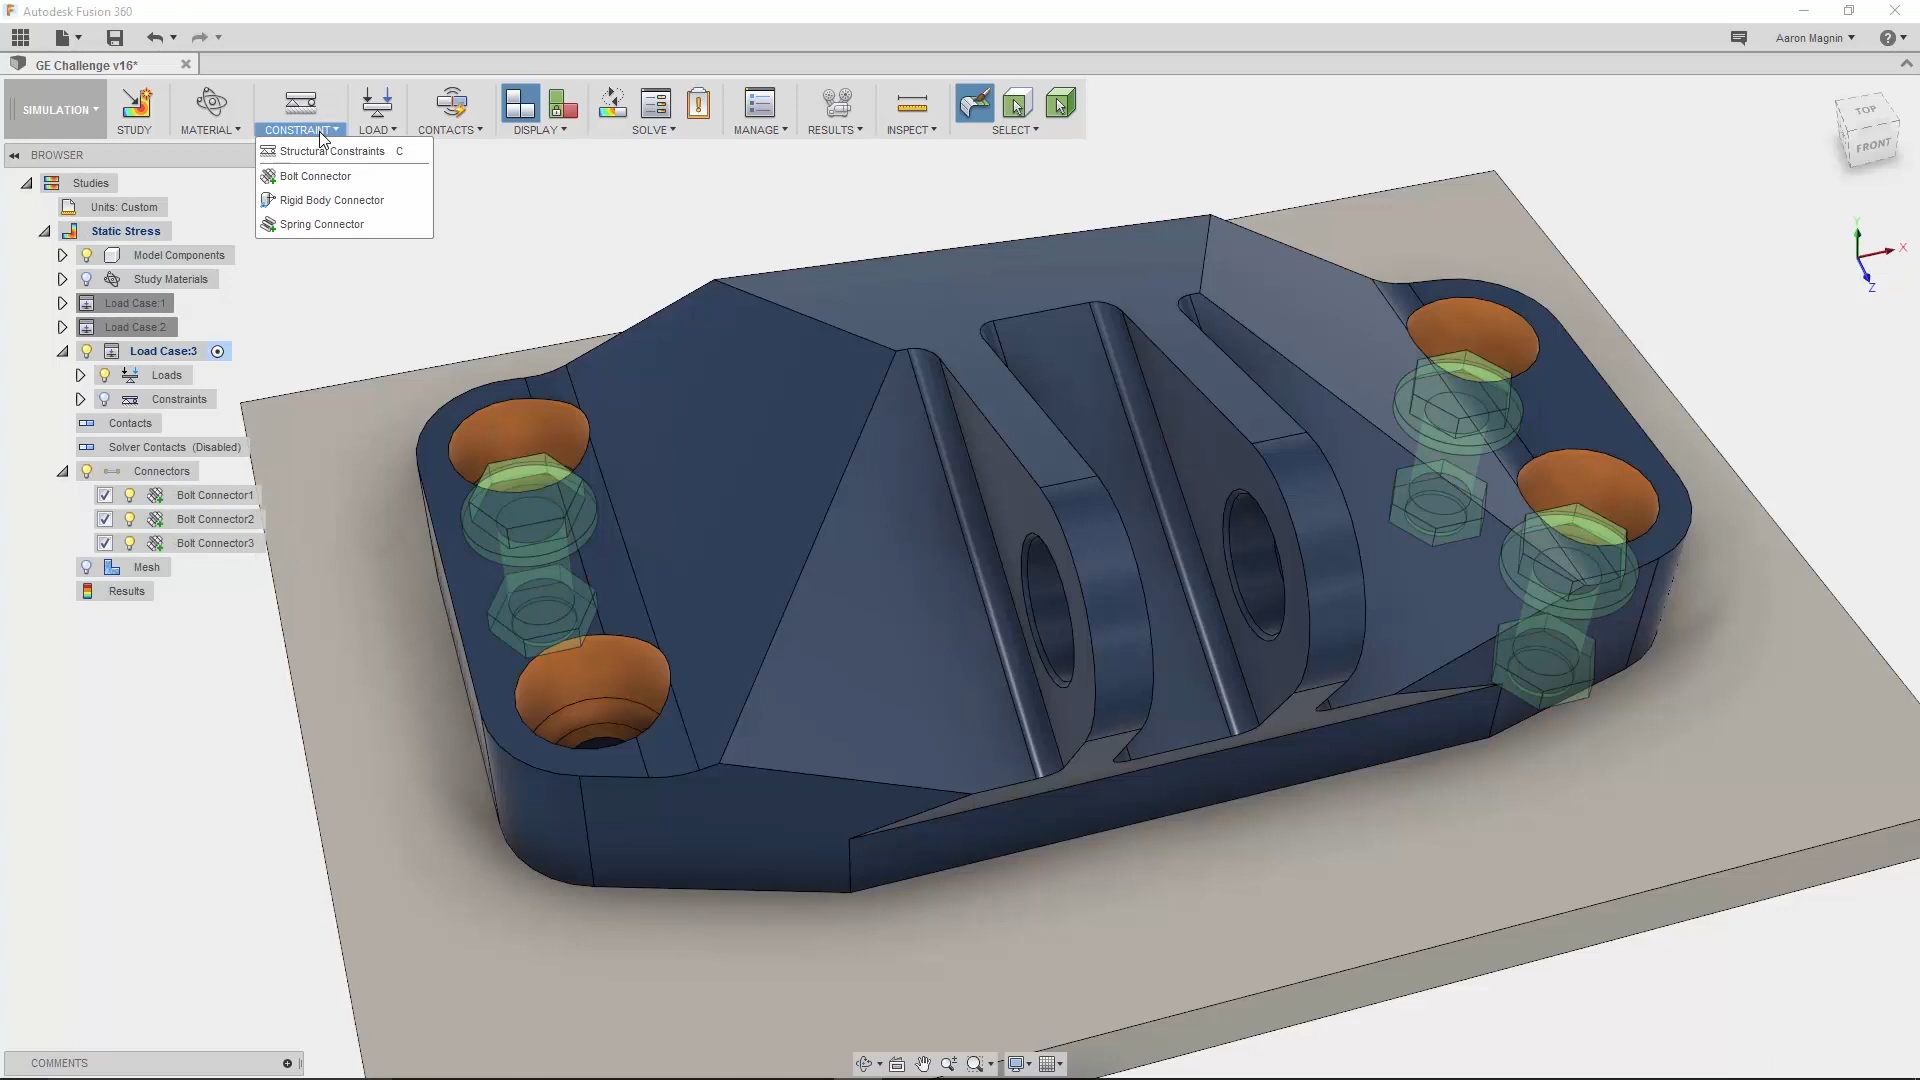 Autodesk Fusion 360
Aaron Magnin
GE Challenge v16*
SIMULATION
STUDY
MATERIAL
CONSTRAINT
LOAD
CONTACTS
DISPLAY
SOLVE
MANAGE
RESULTS
INSPECT
SELECT
Structural Constraints C
Bolt Connector
Rigid Body Connector
Spring Connector
BROWSER
Studies
Units: Custom
Static Stress
Model Components
Study Materials
Load Case:1
Load Case:2
Load Case:3
Loads
Constraints
Contacts
Solver Contacts (Disabled)
Connectors
Bolt Connector1
Bolt Connector2
Bolt Connector3
Mesh
Results
TOP
FRONT
Y
X
Z
COMMENTS